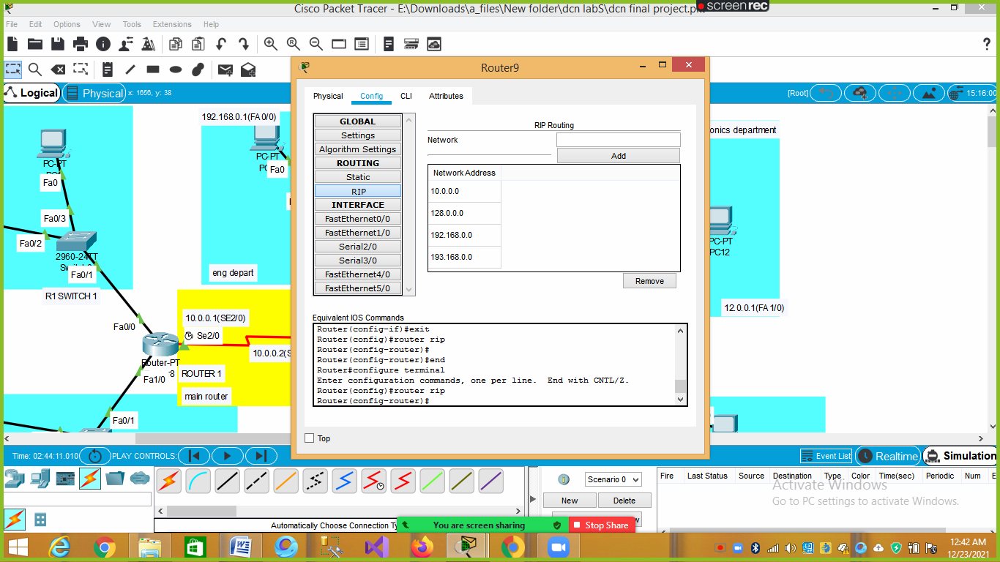 Cisco Packet Tracer - E:\Downloads\a_files\New folder\dcn labS\dcn final project.pkt
screenrec
File Edit Options View Tools Extensions Help
Logical
Physical
x: 1656, y: 38
[Root]
15:16:00
Router9
Physical Config CLI Attributes
GLOBAL
Settings
Algorithm Settings
ROUTING
Static
RIP
INTERFACE
FastEthernet0/0
FastEthernet1/0
Serial2/0
Serial3/0
FastEthernet4/0
FastEthernet5/0
RIP Routing
Network
Add
Network Address
10.0.0.0
128.0.0.0
192.168.0.0
193.168.0.0
Remove
Equivalent IOS Commands
Router(config-if)#exit
Router(config)#router rip
Router(config-router)#
Router(config-router)#end
Router#configure terminal
Enter configuration commands, one per line. End with CNTL/Z.
Router(config)#router rip
Router(config-router)#
Top
PC-PT
Fa0
Fa0/3
Fa0/2
2960-24TT
Fa0/1
R1 SWITCH 1
192.168.0.1(FA0/0)
PC-PT
Fa0
eng depart
Fa0/0
10.0.0.1(SE2/0)
Se2/0
10.0.0.2(S
Router-PT
Fa1/0
ROUTER 1
main router
Fa0/1
onics department
PC-PT
PC12
12.0.0.1(FA1/0)
Time: 02:44:11.010
PLAY CONTROLS:
Event List
Realtime
Simulation
Scenario 0
New
Delete
Fire Last Status Source Destination Type Color Time(sec) Periodic Num
Activate Windows
Go to PC settings to activate Windows.
Automatically Choose Connection Ty
You are screen sharing
Stop Share
12:42 AM
12/23/2021